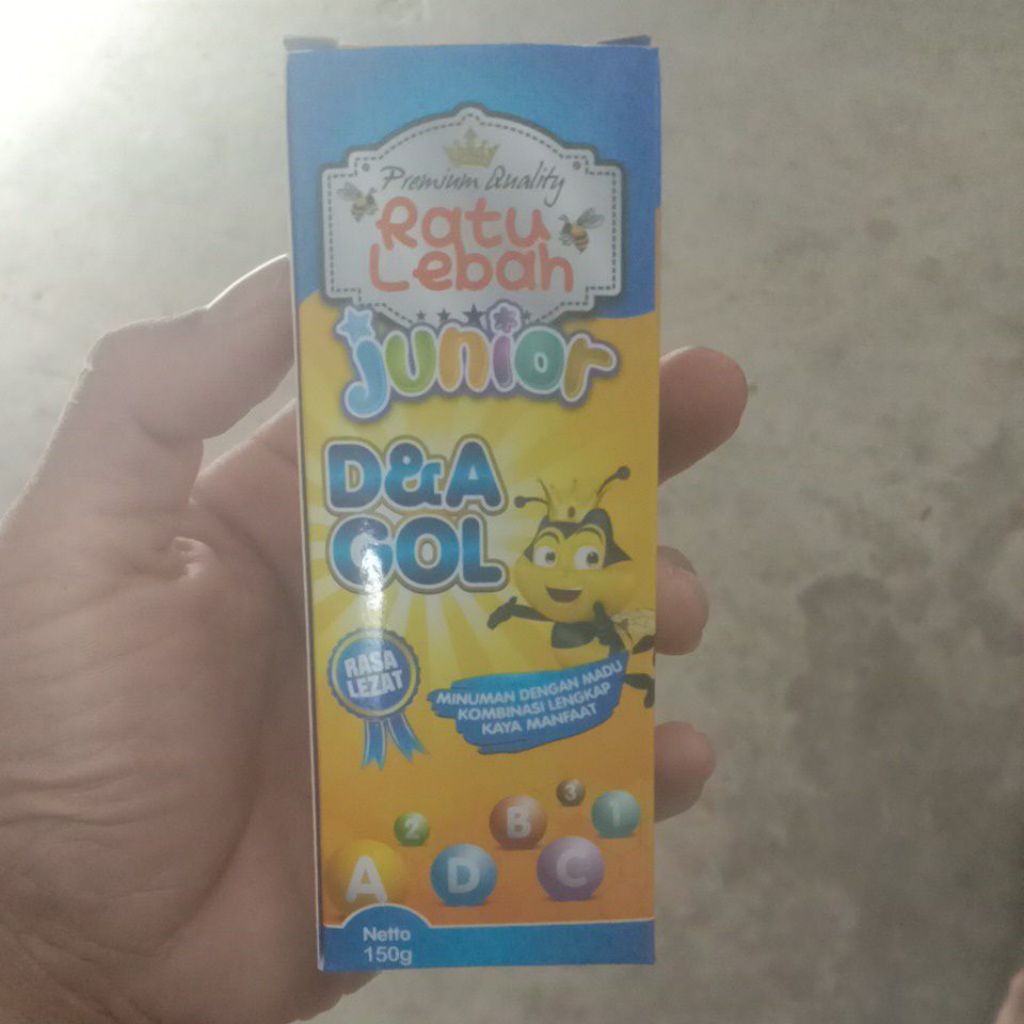 Premium Quality
Ratu
Lebah
junior
D&A
GOL
RASA
LEZAT
MINUMAN DENGAN MADU
KOMBINASI LENGKAP
KAYA MANFAAT
3
2
B
1
A
D
C
Netto
150g